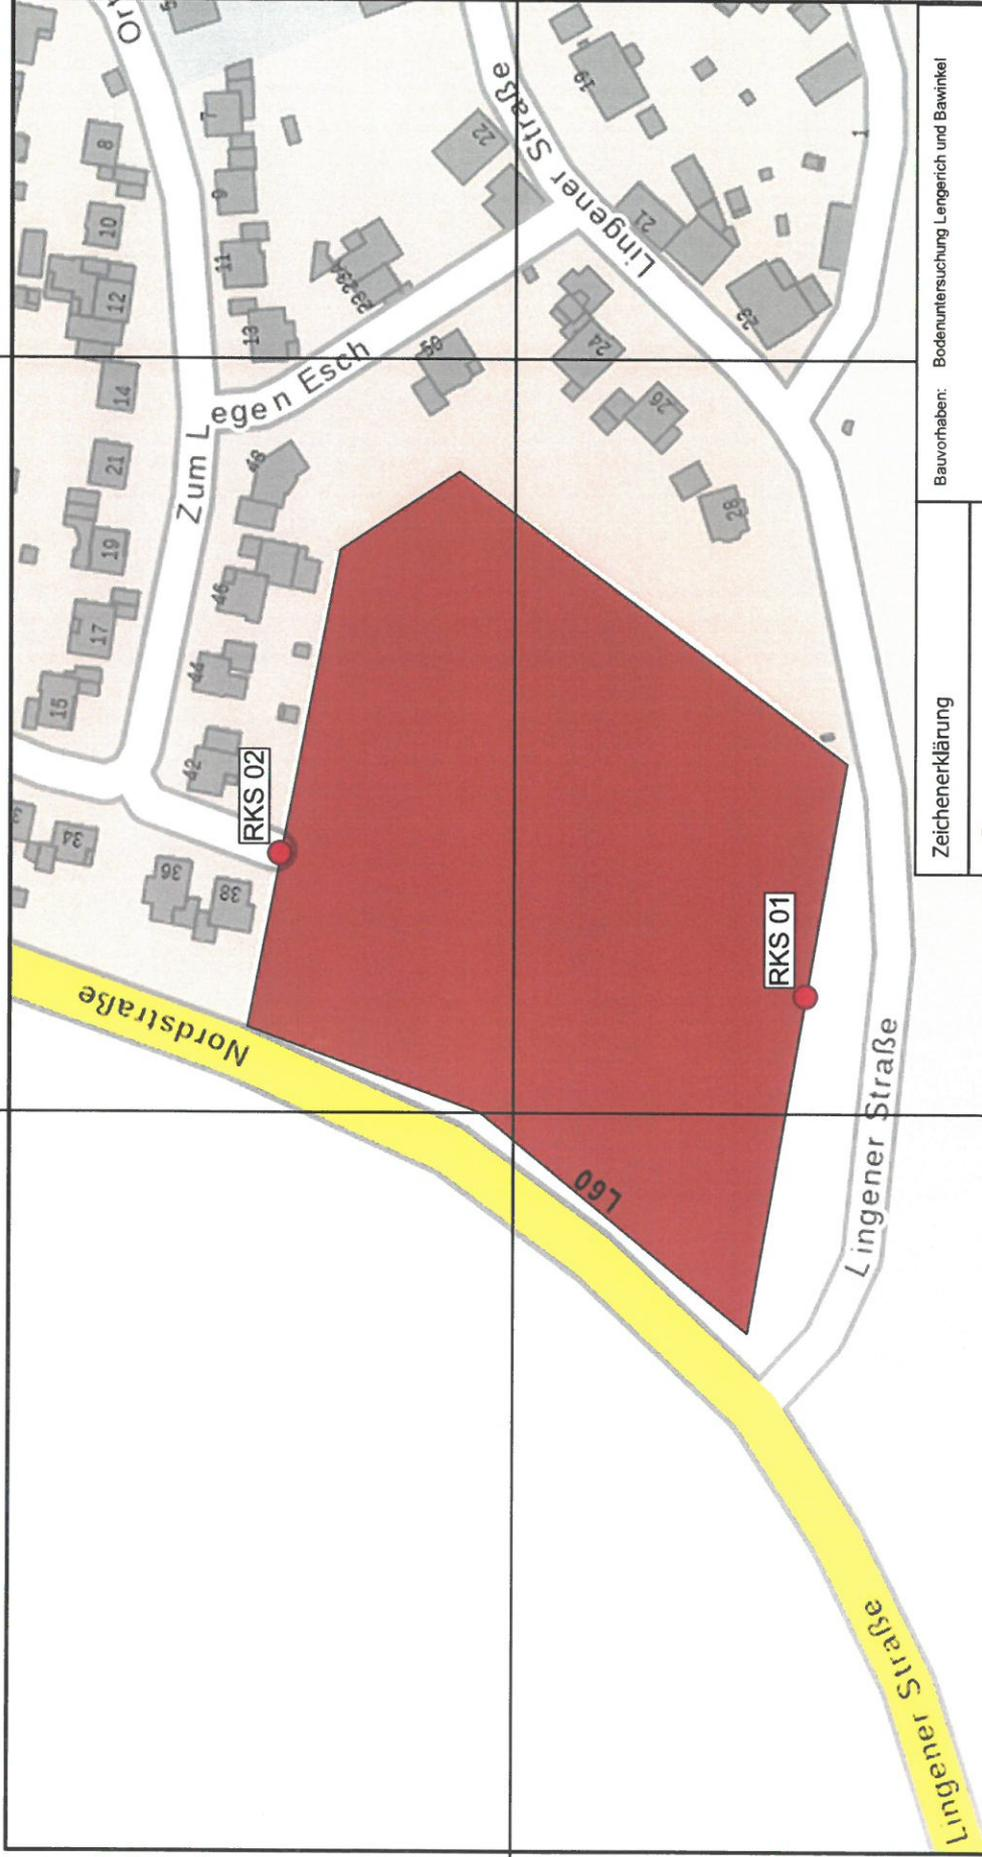 Ort
5
7
8
9
10
11
12
13
14
21
19
17
15
34
36
38
42
44
46
48
22
19
21
24
26
28
1
Zum Legen Esch
Lingener Straße
Nordstraße
L60
RKS 02
RKS 01
Lingener Straße
Lingener Straße
Zeichenerklärung
Bauvorhaben: Bodenuntersuchung Lengerich und Bawinkel